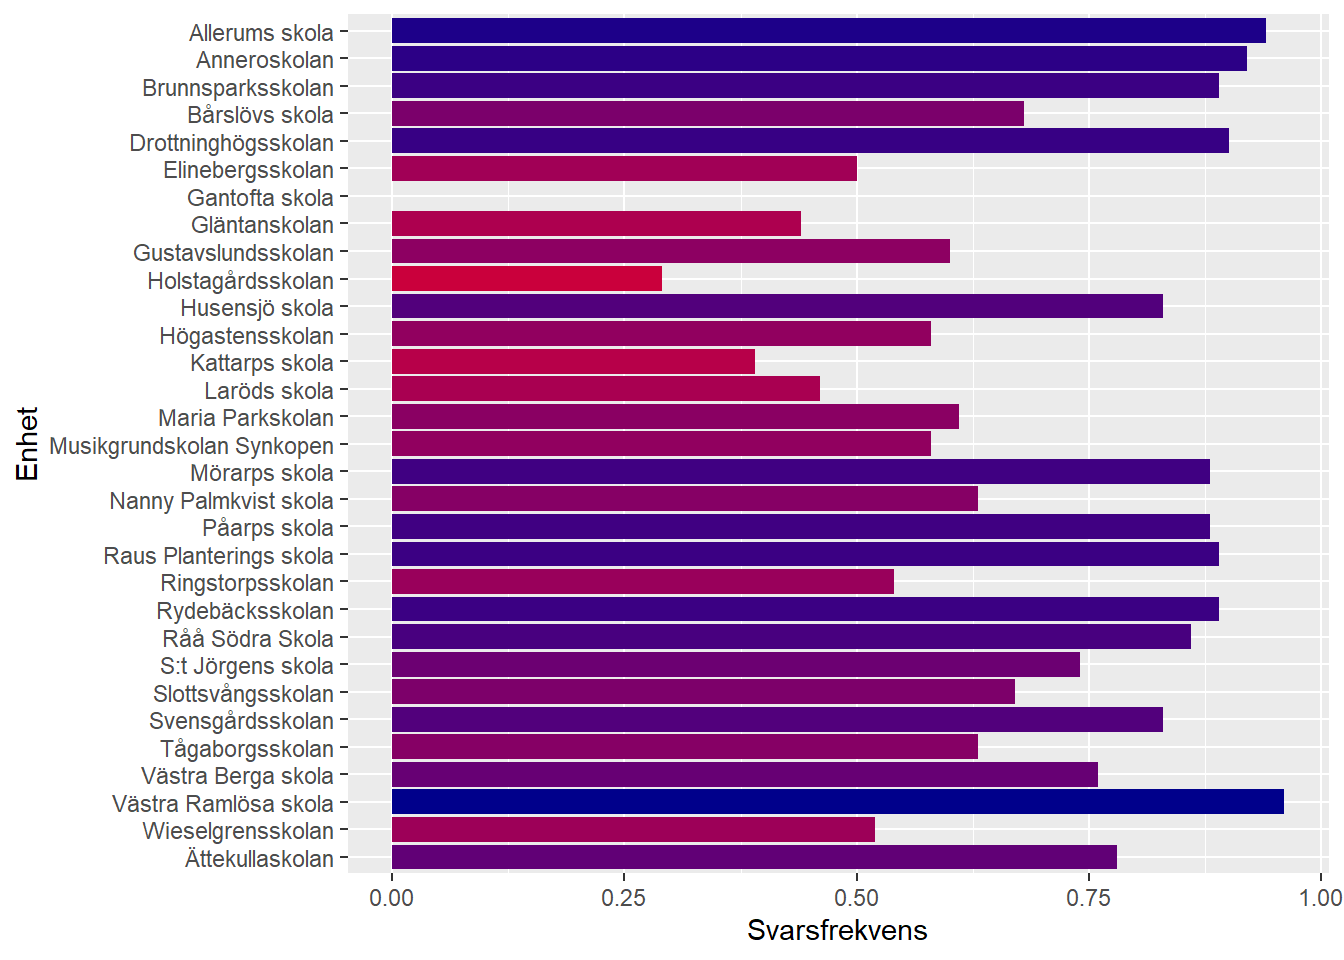 Allerums skola
Anneroskolan
Brunnsparksskolan
Bårslövs skola
Drottninghögsskolan
Elinebergsskolan
Gantofta skola
Gläntanskolan
Gustavslundsskolan
Holstagårdsskolan
Husensjö skola
Högastensskolan
Kattarps skola
Laröds skola
Maria Parkskolan
Musikgrundskolan Synkopen
Mörarps skola
Nanny Palmkvist skola
Påarps skola
Raus Planterings skola
Ringstorpsskolan
Rydebäcksskolan
Råå Södra Skola
S:t Jörgens skola
Slottsvångsskolan
Svensgårdsskolan
Tågaborgsskolan
Västra Berga skola
Västra Ramlösa skola
Wieselgrensskolan
Ättekullaskolan
Enhet
0.00 0.25 0.50 0.75 1.00
Svarsfrekvens